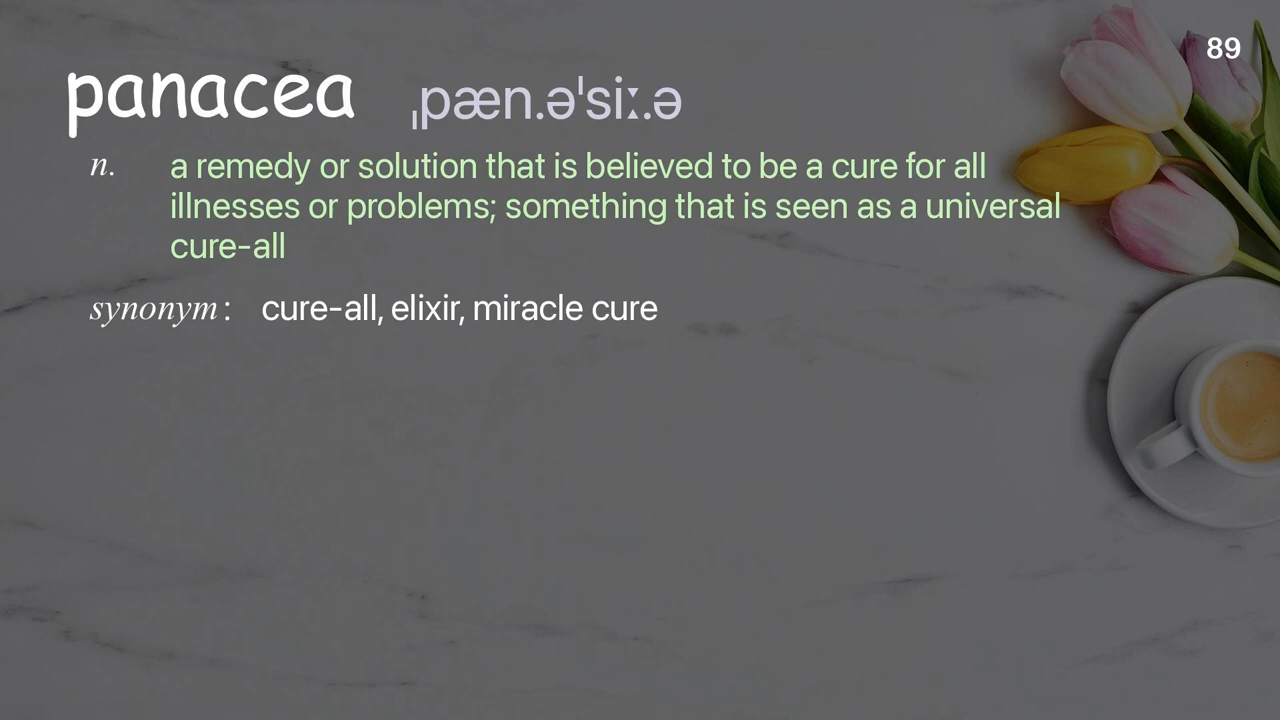 89
panacea ˌpæn.əˈsiː.ə
n. a remedy or solution that is believed to be a cure for all
illnesses or problems; something that is seen as a universal
cure-all
synonym: cure-all, elixir, miracle cure